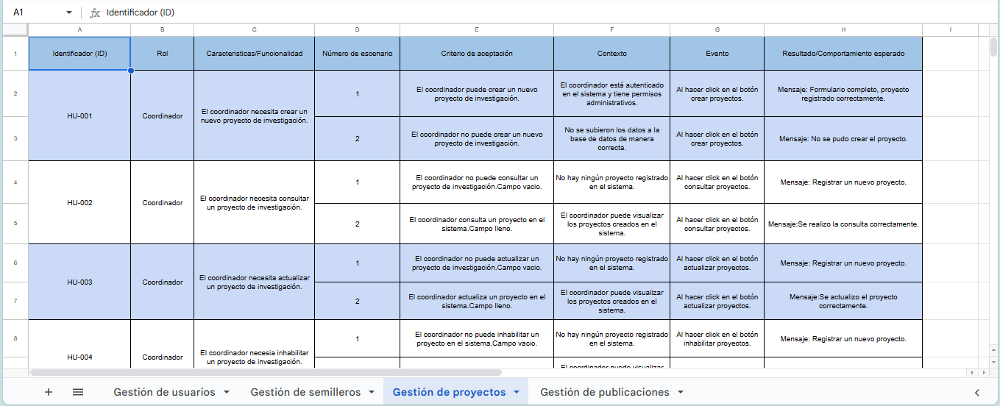 A1 fx Identificador (ID)
A B C D E F G H I
1 Identificador (ID) Rol Caracteristicas/Funcionalidad Número de escenario Criterio de aceptación Contexto Evento Resultado/Comportamiento esperado
HU-001
Coordinador
El coordinador necesita crear un
nuevo proyecto de investigación.
2
1
El coordinador puede crear un nuevo
proyecto de investigación.
El coordinador está autenticado
en el sistema y tiene permisos
administrativos.
Al hacer click en el botón
crear proyectos.
Mensaje: Formulario completo, proyecto
registrado correctamente.
3
2
El coordinador no puede crear un nuevo
proyecto de investigación.
No se subieron los datos a la
base de datos de manera
correcta.
Al hacer click en el botón
crear proyectos.
Mensaje: No se pudo crear el proyecto.
HU-002
Coordinador
El coordinador necesita consultar
un proyecto de investigación.
4
1
El coordinador no puede consultar un
proyecto de investigación.Campo vacio.
No hay ningún proyecto registrado
en el sistema.
Al hacer click en el botón
consultar proyectos.
Mensaje: Registrar un nuevo proyecto.
5
2
El coordinador consulta un proyecto en el
sistema.Campo lleno.
El coordinador puede visualizar
los proyectos creados en el
sistema.
Al hacer click en el botón
consultar proyectos.
Mensaje:Se realizo la consulta correctamente.
HU-003
Coordinador
El coordinador necesita actualizar
un proyecto de investigación.
6
1
El coordinador no puede actualizar un
proyecto de investigación.Campo vacio.
No hay ningún proyecto registrado
en el sistema.
Al hacer click en el botón
actualizar proyectos.
Mensaje: Registrar un nuevo proyecto.
7
2
El coordinador actualiza un proyecto en el
sistema.Campo lleno.
El coordinador puede visualizar
los proyectos creados en el
sistema.
Al hacer click en el botón
actualizar proyectos.
Mensaje:Se actualizo el proyecto
correctamente.
HU-004
Coordinador
El coordinador necesia inhabilitar
un proyecto de investigación.
8
1
El coordinador no puede inhabilitar un
proyecto en el sistema.Campo vacio.
No hay ningún proyecto registrado
en el sistema.
Al hacer click en el botón
inhabilitar proyectos.
Mensaje: Registrar un nuevo proyecto.
El coordinador puede visualizar
Gestión de usuarios Gestión de semilleros Gestión de proyectos Gestión de publicaciones